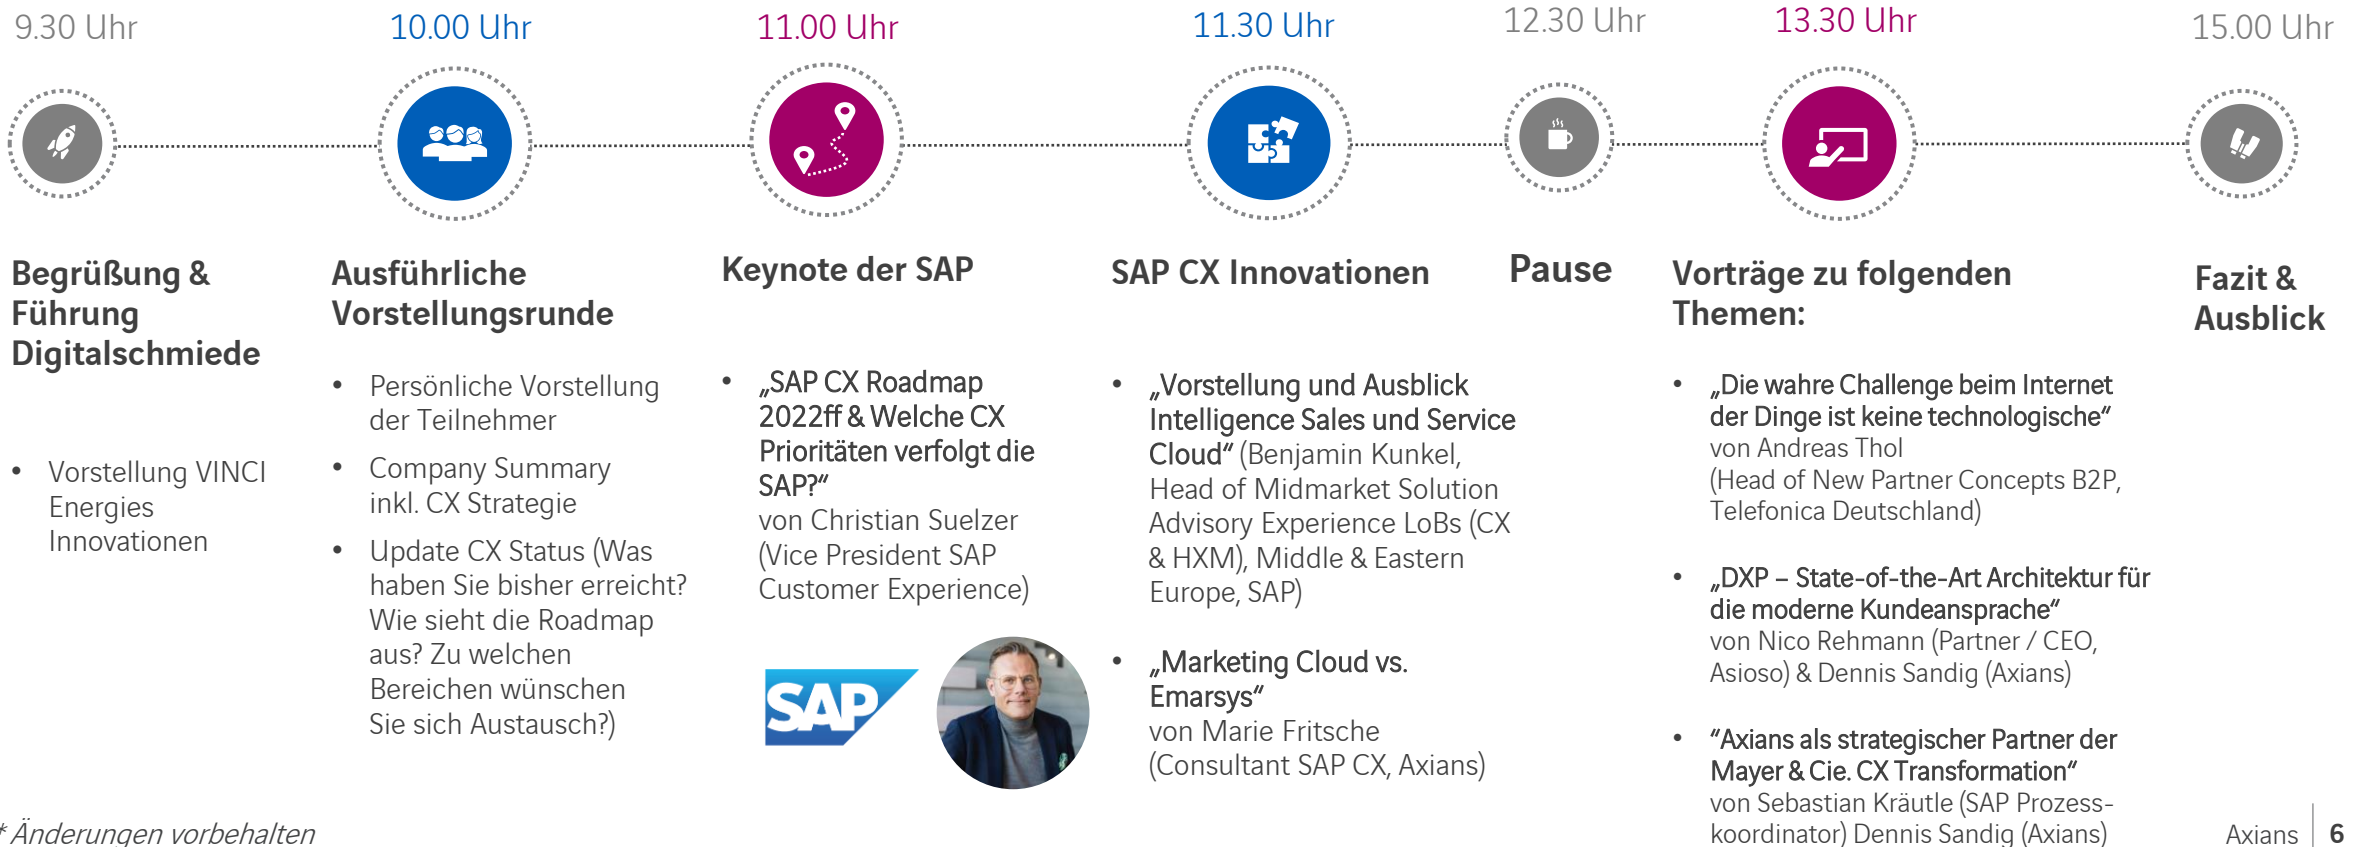 9.30 Uhr
10.00 Uhr
11.00 Uhr
11.30 Uhr
12.30 Uhr
13.30 Uhr
15.00 Uhr
Begrüßung &
Führung
Digitalschmiede
• Vorstellung VINCI
Energies
Innovationen
Ausführliche
Vorstellungsrunde
• Persönliche Vorstellung
der Teilnehmer
• Company Summary
inkl. CX Strategie
• Update CX Status (Was
haben Sie bisher erreicht?
Wie sieht die Roadmap
aus? Zu welchen
Bereichen wünschen
Sie sich Austausch?)
Keynote der SAP
• „SAP CX Roadmap
2022ff & Welche CX
Prioritäten verfolgt die
SAP?“
von Christian Suelzer
(Vice President SAP
Customer Experience)
SAP
SAP CX Innovationen
• „Vorstellung und Ausblick
Intelligence Sales und Service
Cloud“ (Benjamin Kunkel,
Head of Midmarket Solution
Advisory Experience LoBs (CX
& HXM), Middle & Eastern
Europe, SAP)
• „Marketing Cloud vs.
Emarsys“
von Marie Fritsche
(Consultant SAP CX, Axians)
Pause
Vorträge zu folgenden
Themen:
• „Die wahre Challenge beim Internet
der Dinge ist keine technologische“
von Andreas Thol
(Head of New Partner Concepts B2P,
Telefonica Deutschland)
• „DXP – State-of-the-Art Architektur für
die moderne Kundeansprache“
von Nico Rehmann (Partner / CEO,
Asioso) & Dennis Sandig (Axians)
• “Axians als strategischer Partner der
Mayer & Cie. CX Transformation“
von Sebastian Kräutle (SAP Prozess-
koordinator) Dennis Sandig (Axians)
Fazit &
Ausblick
* Änderungen vorbehalten
Axians | 6